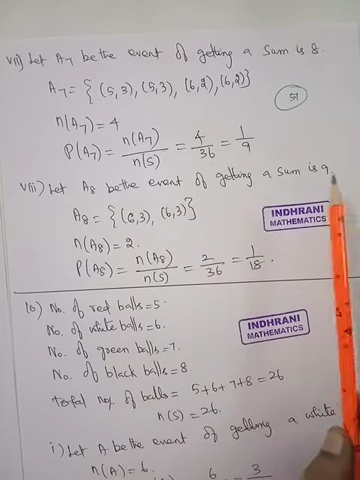 vii) Let A7 be the event of getting a Sum is 8.
A7 = { (5,3), (5,3), (6,2), (6,2)}
51
n(A7) = 4
P(A7) = n(A7)/n(S) = 4/36 = 1/9
viii) Let A8 be the event of getting a Sum is 9.
A8 = { (6,3), (6,3)}
INDHRANI
MATHEMATICS
n(A8) = 2.
P(A8) = n(A8)/n(S) = 2/36 = 1/18.
10) No. of red balls = 5.
No. of white balls = 6.
INDHRANI
MATHEMATICS
No. of green balls = 7.
No. of black balls = 8
total no. of balls = 5+6+7+8 = 26
n(S) = 26.
i) Let A be the event of getting a white
n(A) = 6.
6 3